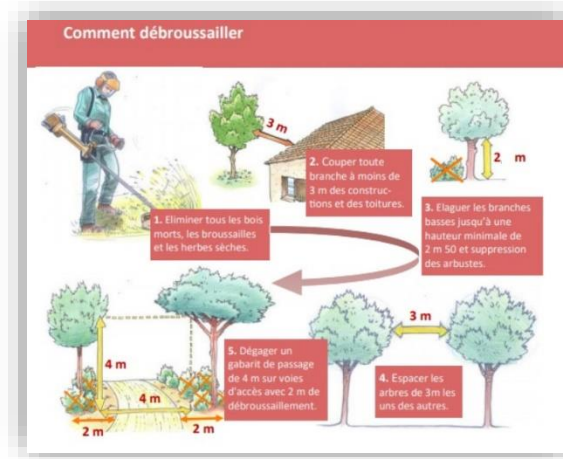 Comment débroussailler
3 m
2. Couper toute
branche à moins de
3 m des construc-
tions et des toitures.
2 m
1. Eliminer tous les bois
morts, les broussailles
et les herbes sèches.
3. Elaguer les branches
basses jusqu'à une
hauteur minimale de
2 m 50 et suppression
des arbustes.
4 m
4 m
2 m
2 m
5. Dégager un
gabarit de passage
de 4 m sur voies
d'accès avec 2 m de
débroussaillement.
3 m
4. Espacer les
arbres de 3m les
uns des autres.